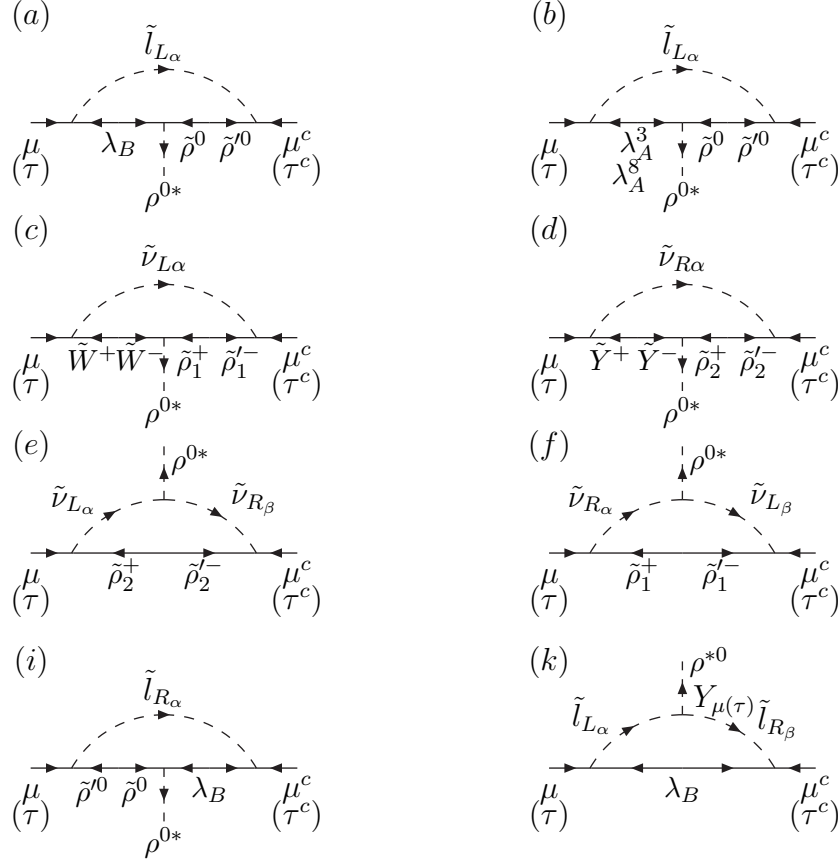 (a) (b)
l̃_{L_α} l̃_{L_α}
μ λ_B ρ̃^0 ρ̃'^0 μ^c μ λ_A^3 ρ̃^0 ρ̃'^0 μ^c
(τ) (τ^c) (τ) λ_A^8 (τ^c)
ρ^{0*} ρ^{0*}
(c) (d)
ν̃_{Lα} ν̃_{Rα}
μ W̃^+ W̃^- ρ̃_1^+ ρ̃'_1^- μ^c μ Ỹ^+ Ỹ^- ρ̃_2^+ ρ̃'_2^- μ^c
(τ) (τ^c) (τ) (τ^c)
ρ^{0*} ρ^{0*}
(e) (f)
ρ^{0*} ρ^{0*}
ν̃_{L_α} ν̃_{R_β} ν̃_{R_α} ν̃_{L_β}
μ ρ̃_2^+ ρ̃'_2^- μ^c μ ρ̃_1^+ ρ̃'_1^- μ^c
(τ) (τ^c) (τ) (τ^c)
(i) (k)
ρ^{*0}
l̃_{R_α} l̃_{L_α} Y_{μ(τ)} l̃_{R_β}
μ ρ̃'^0 ρ̃^0 λ_B μ^c μ λ_B μ^c
(τ) (τ^c) (τ) (τ^c)
ρ^{0*}